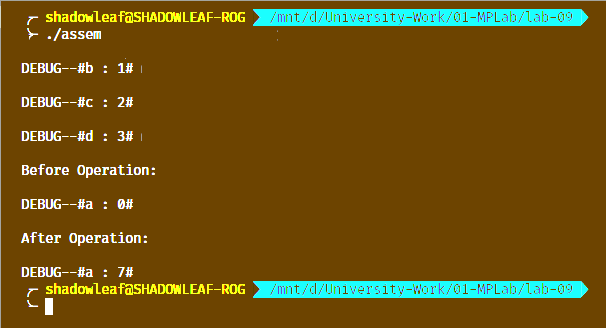 shadowleaf@SHADOWLEAF-ROG /mnt/d/University-Work/01-MPLab/lab-09
./assem
DEBUG--#b : 1#
DEBUG--#c : 2#
DEBUG--#d : 3#
Before Operation:
DEBUG--#a : 0#
After Operation:
DEBUG--#a : 7#
shadowleaf@SHADOWLEAF-ROG /mnt/d/University-Work/01-MPLab/lab-09